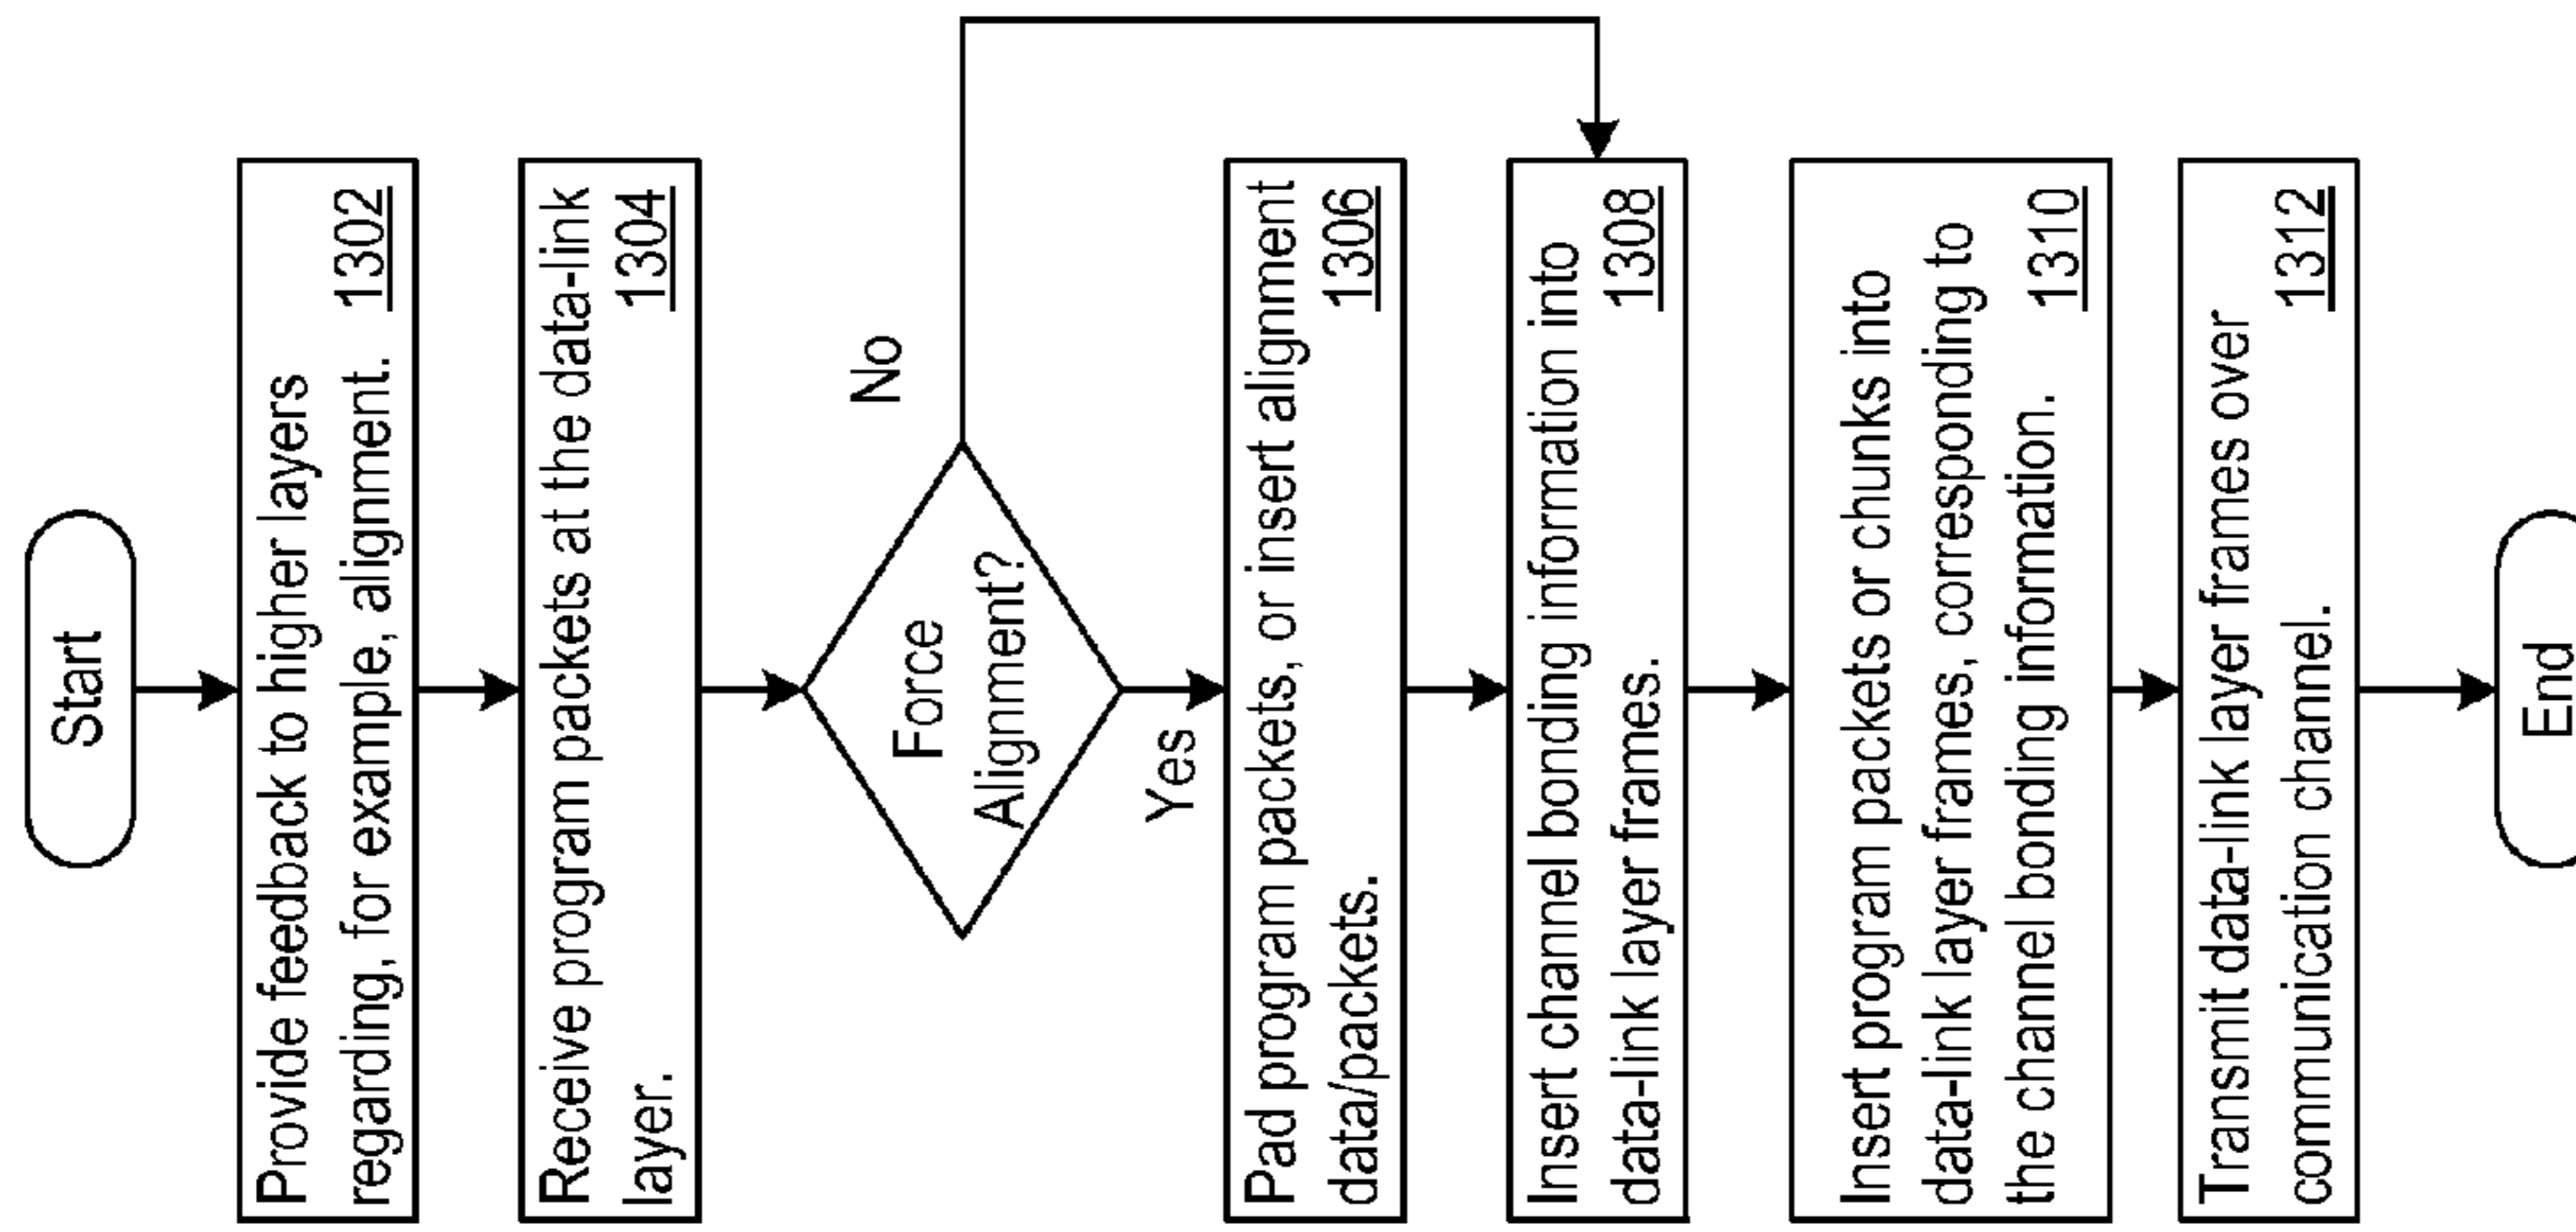 Start
Provide feedback to higher layers
regarding, for example, alignment. 1302
Receive program packets at the data-link
layer. 1304
Force
Alignment?
No
Yes
Pad program packets, or insert alignment
data/packets. 1306
Insert channel bonding information into
data-link layer frames. 1308
Insert program packets or chunks into
data-link layer frames, corresponding to
the channel bonding information. 1310
Transmit data-link layer frames over
communication channel. 1312
End